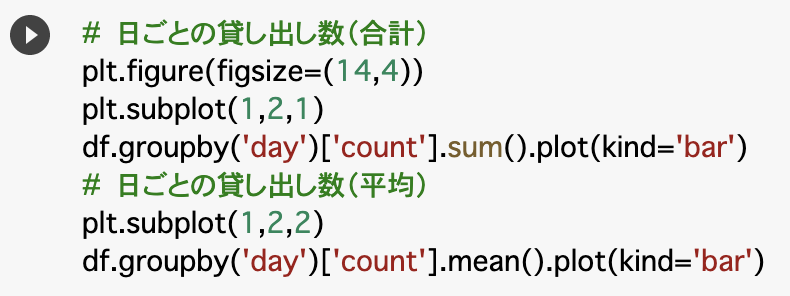 # 日ごとの貸し出し数(合計)
plt.figure(figsize=(14,4))
plt.subplot(1,2,1)
df.groupby('day')['count'].sum().plot(kind='bar')
# 日ごとの貸し出し数(平均)
plt.subplot(1,2,2)
df.groupby('day')['count'].mean().plot(kind='bar')